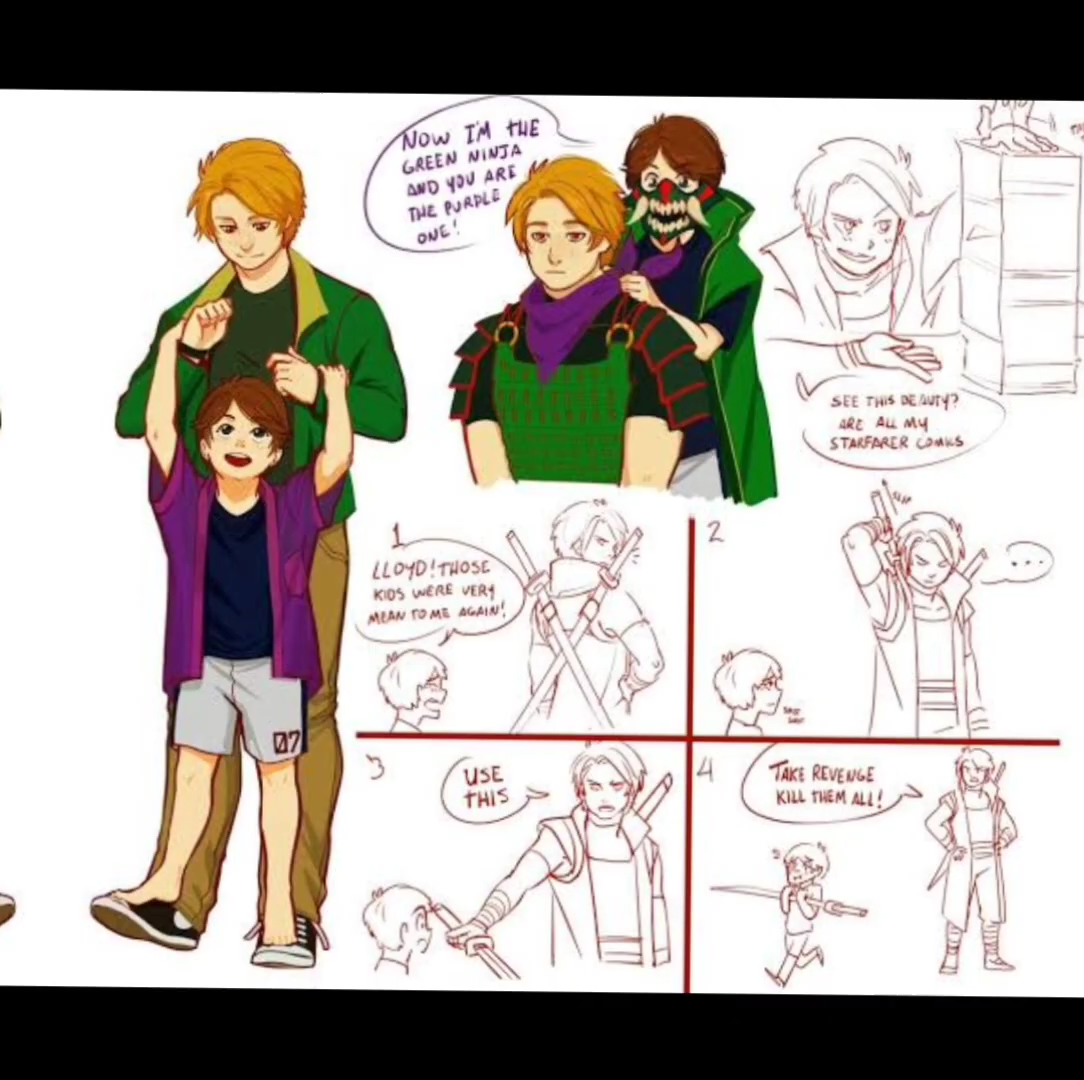 NOW I'M THE
GREEN NINJA
AND YOU ARE
THE PURPLE
ONE!
SEE THIS BEAUTY?
ARE ALL MY
STARFARER COMICS
07
1
LLOYD! THOSE
KIDS WERE VERY
MEAN TO ME AGAIN!
2
...
3
USE
THIS
4
TAKE REVENGE
KILL THEM ALL!